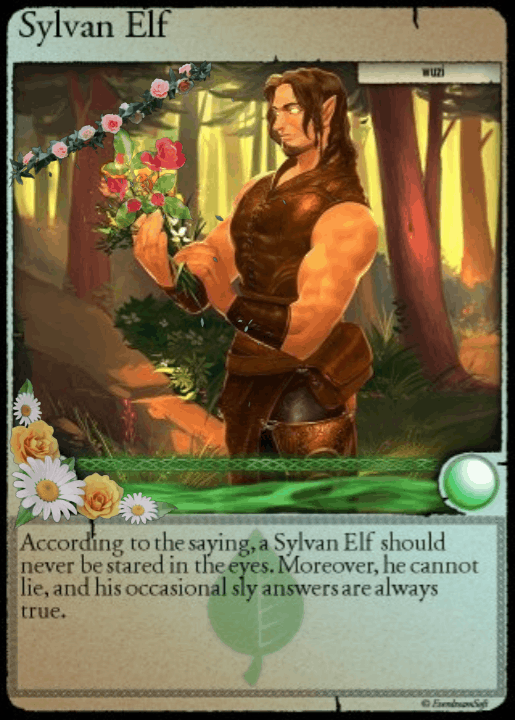 Sylvan Elf
wuzi
According to the saying, a Sylvan Elf should
never be stared in the eyes. Moreover, he cannot
lie, and his occasional sly answers are always
true.
© EverdreamSoft